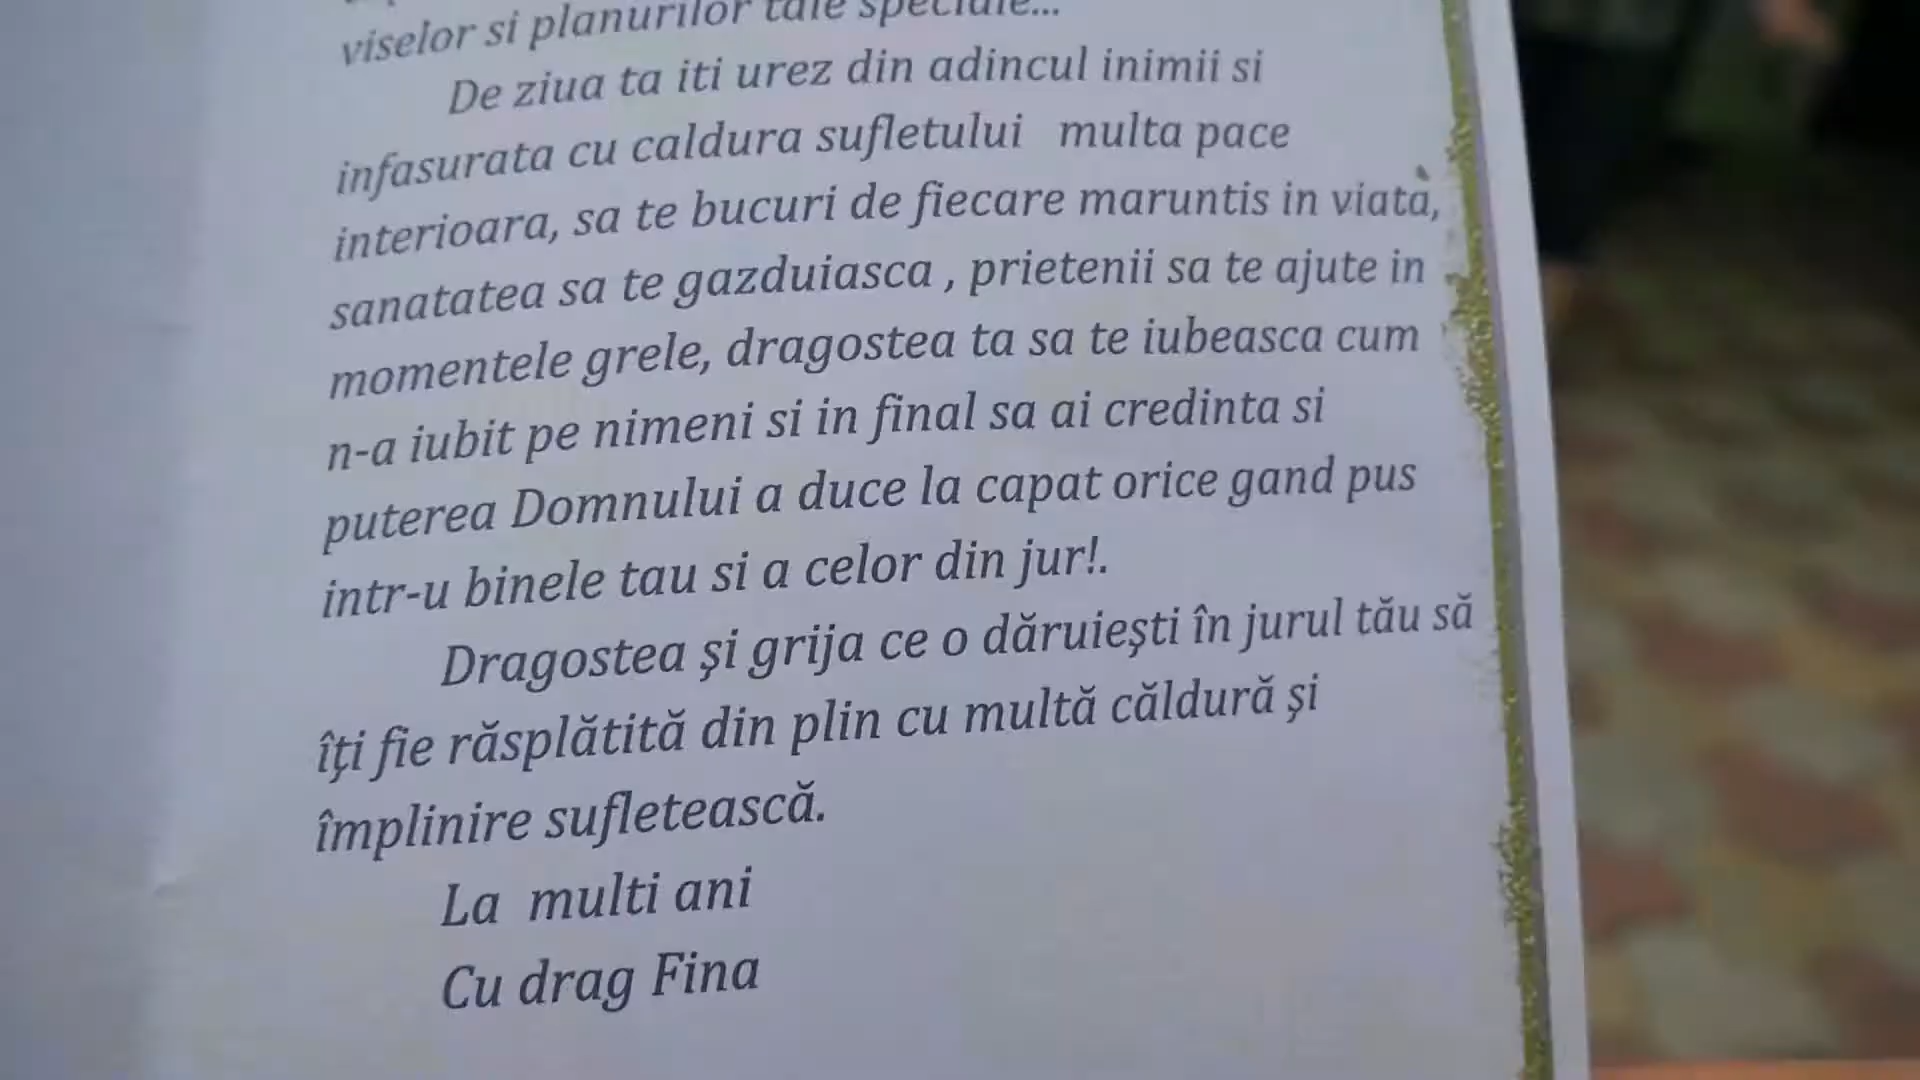 viselor si planurilor tale speciale...
De ziua ta iti urez din adincul inimii si
infasurata cu caldura sufletului multa pace
interioara, sa te bucuri de fiecare maruntis in viata,
sanatatea sa te gazduiasca , prietenii sa te ajute in
momentele grele, dragostea ta sa te iubeasca cum
n-a iubit pe nimeni si in final sa ai credinta si
puterea Domnului a duce la capat orice gand pus
intr-u binele tau si a celor din jur!.
Dragostea şi grija ce o dăruieşti în jurul tău să
îţi fie răsplătită din plin cu multă căldură şi
împlinire sufletească.
La multi ani
Cu drag Fina